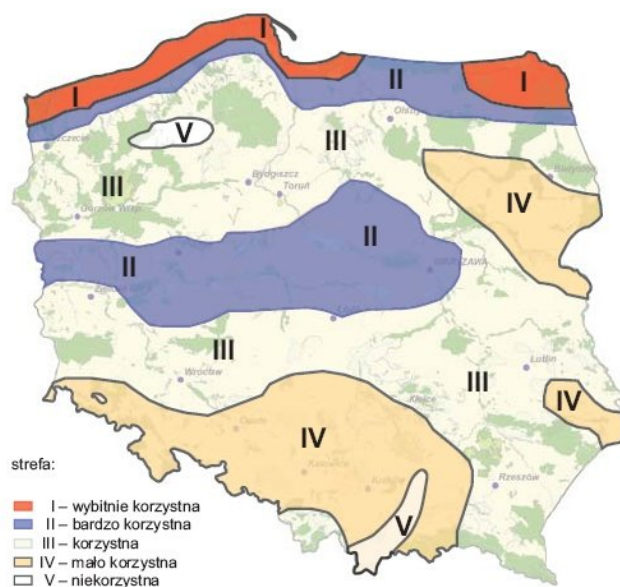 I
I
II
I
Szczecin
V
III
Olsztyn
Białystok
III
Bydgoszcz
Toruń
IV
Gorzów Wlkp.
II
II
WARSZAWA
III
Wrocław
Lublin
III
Kielce
IV
Opole
IV
strefa:
Katowice
Kraków
Rzeszów
V
I – wybitnie korzystna
II – bardzo korzystna
III – korzystna
IV – mało korzystna
V – niekorzystna